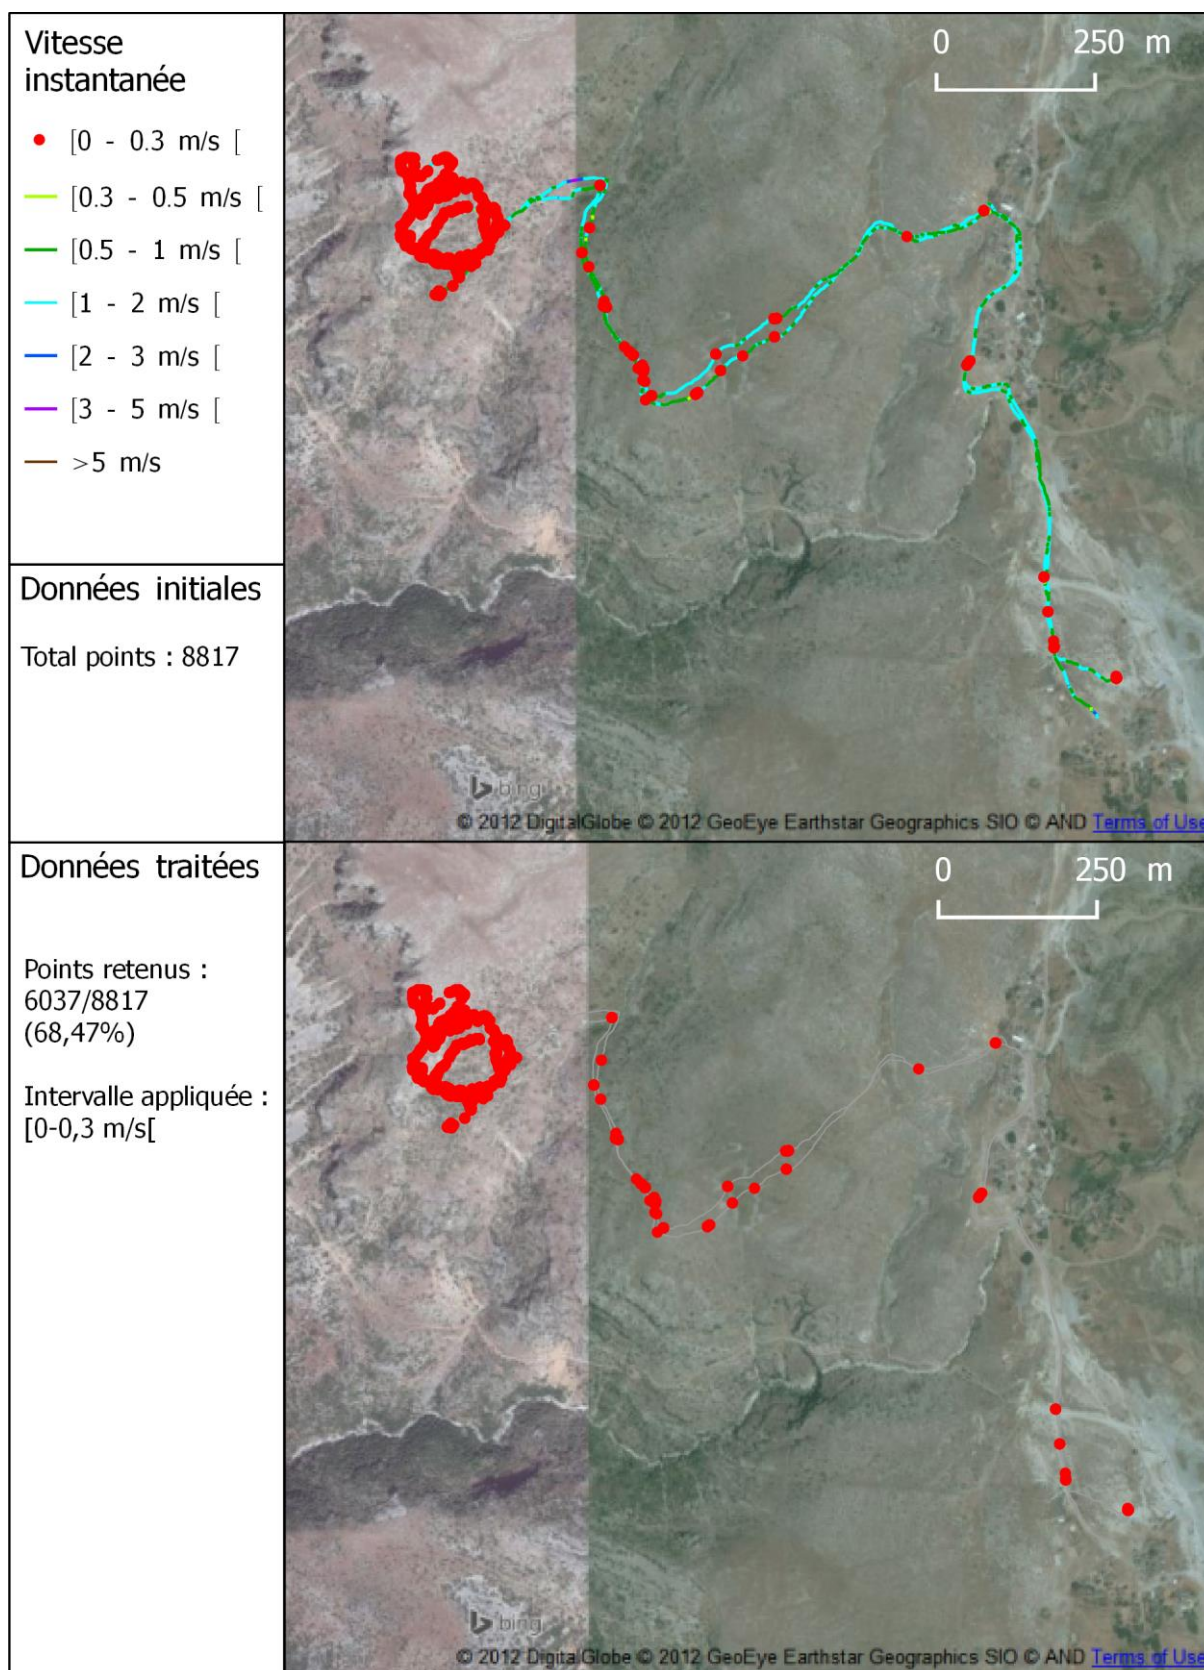 Vitesse
instantanée
[0 - 0.3 m/s [
[0.3 - 0.5 m/s [
[0.5 - 1 m/s [
[1 - 2 m/s [
[2 - 3 m/s [
[3 - 5 m/s [
>5 m/s
0 250 m
bing
© 2012 DigitalGlobe © 2012 GeoEye Earthstar Geographics SIO © AND Terms of Use
Données initiales
Total points : 8817
Données traitées
Points retenus :
6037/8817
(68,47%)
Intervalle appliquée :
[0-0,3 m/s[
0 250 m
bing
© 2012 DigitalGlobe © 2012 GeoEye Earthstar Geographics SIO © AND Terms of Use